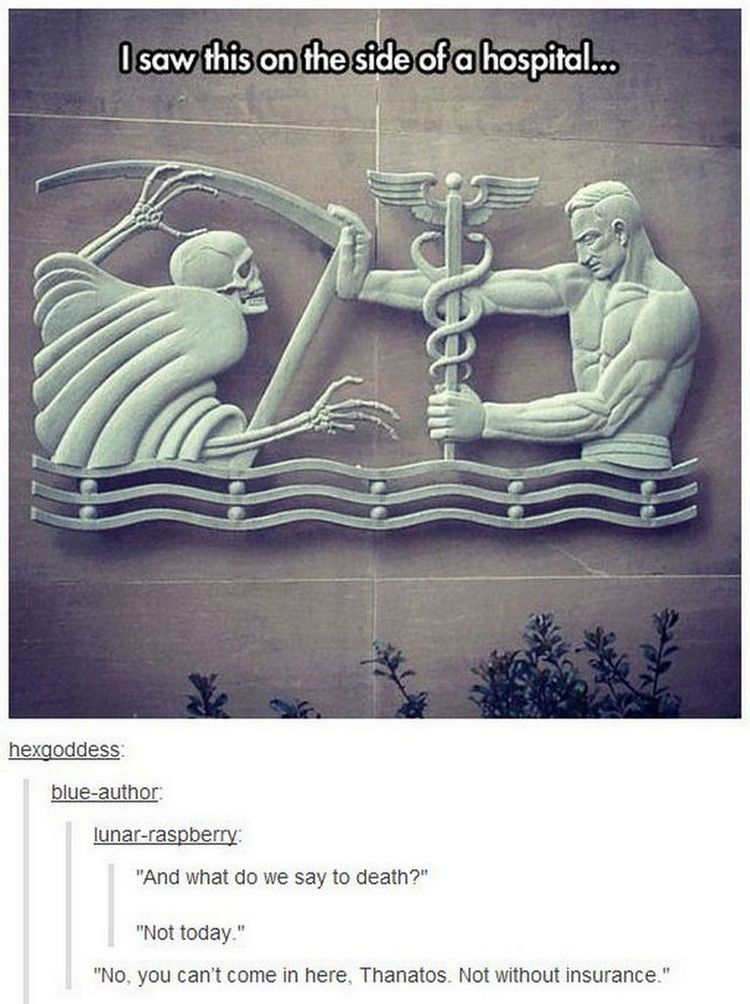 I saw this on the side of a hospital...
hexgoddess:
blue-author:
lunar-raspberry:
"And what do we say to death?"
"Not today."
"No, you can't come in here, Thanatos. Not without insurance."